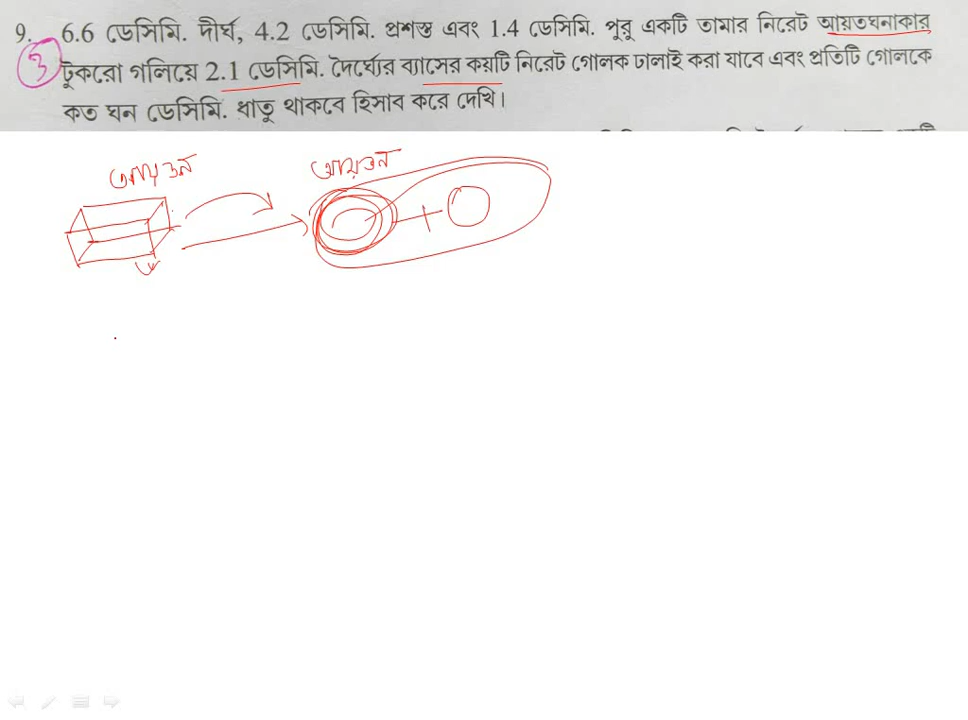 9. 6.6 ডেসিমি. দীর্ঘ, 4.2 ডেসিমি. প্রশস্ত এবং 1.4 ডেসিমি. পুরু একটি তামার নিরেট আয়তঘনাকার
3 টুকরো গলিয়ে 2.1 ডেসিমি. দৈর্ঘ্যের ব্যাসের কয়টি নিরেট গোলক ঢালাই করা যাবে এবং প্রতিটি গোলকে
কত ঘন ডেসিমি. ধাতু থাকবে হিসাব করে দেখি।
আয়তন আয়তন
+